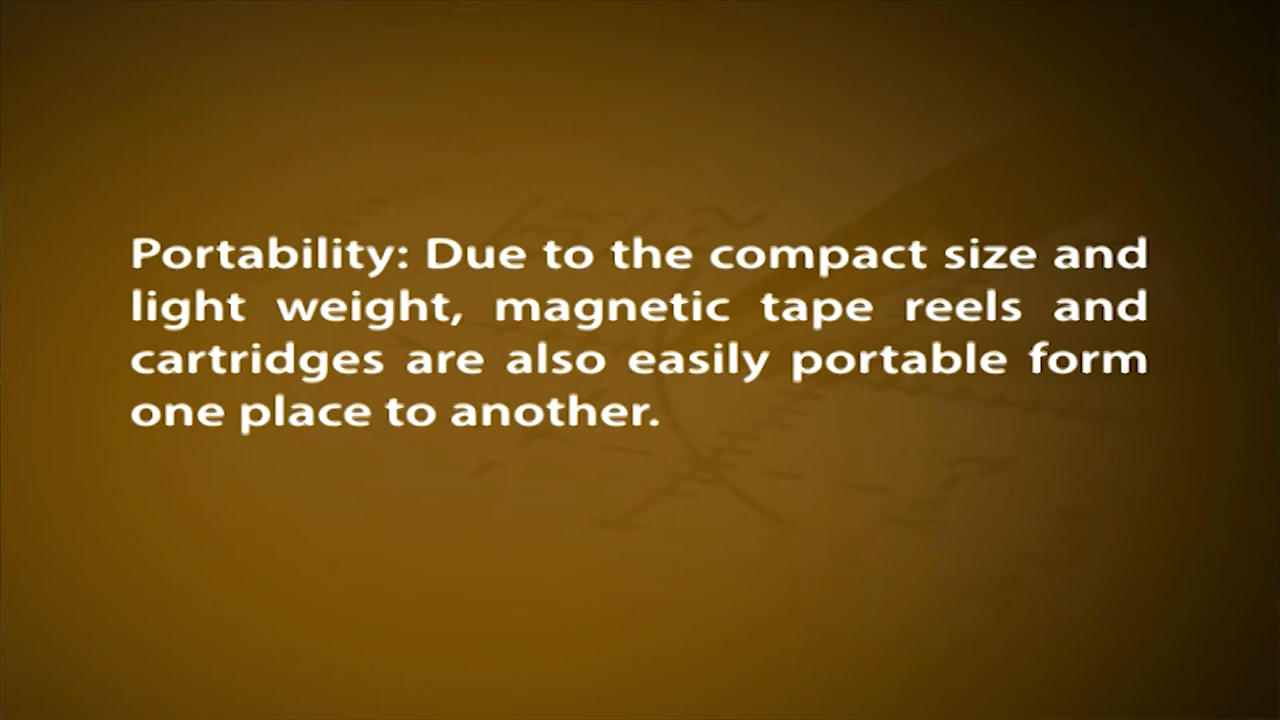 Portability: Due to the compact size and
light weight, magnetic tape reels and
cartridges are also easily portable form
one place to another.